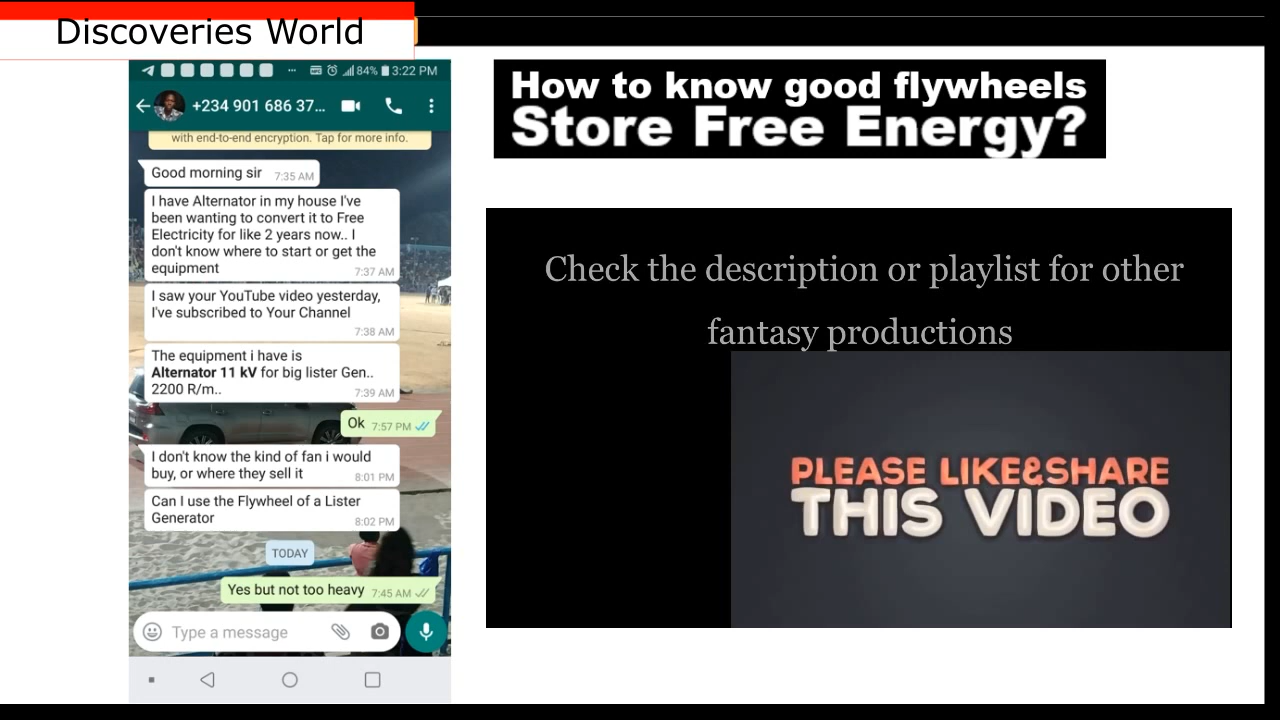 Discoveries World
84% 3:22 PM
+234 901 686 37...
with end-to-end encryption. Tap for more info.
Good morning sir 7:35 AM
I have Alternator in my house I've
been wanting to convert it to Free
Electricity for like 2 years now.. I
don't know where to start or get the
equipment 7:37 AM
I saw your YouTube video yesterday,
I've subscribed to Your Channel
7:38 AM
The equipment i have is
Alternator 11 kV for big lister Gen..
2200 R/m.. 7:39 AM
Ok 7:57 PM
I don't know the kind of fan i would
buy, or where they sell it 8:01 PM
Can I use the Flywheel of a Lister
Generator 8:02 PM
TODAY
Yes but not too heavy 7:45 AM
Type a message
How to know good flywheels
Store Free Energy?
Check the description or playlist for other
fantasy productions
PLEASE LIKE&SHARE
THIS VIDEO